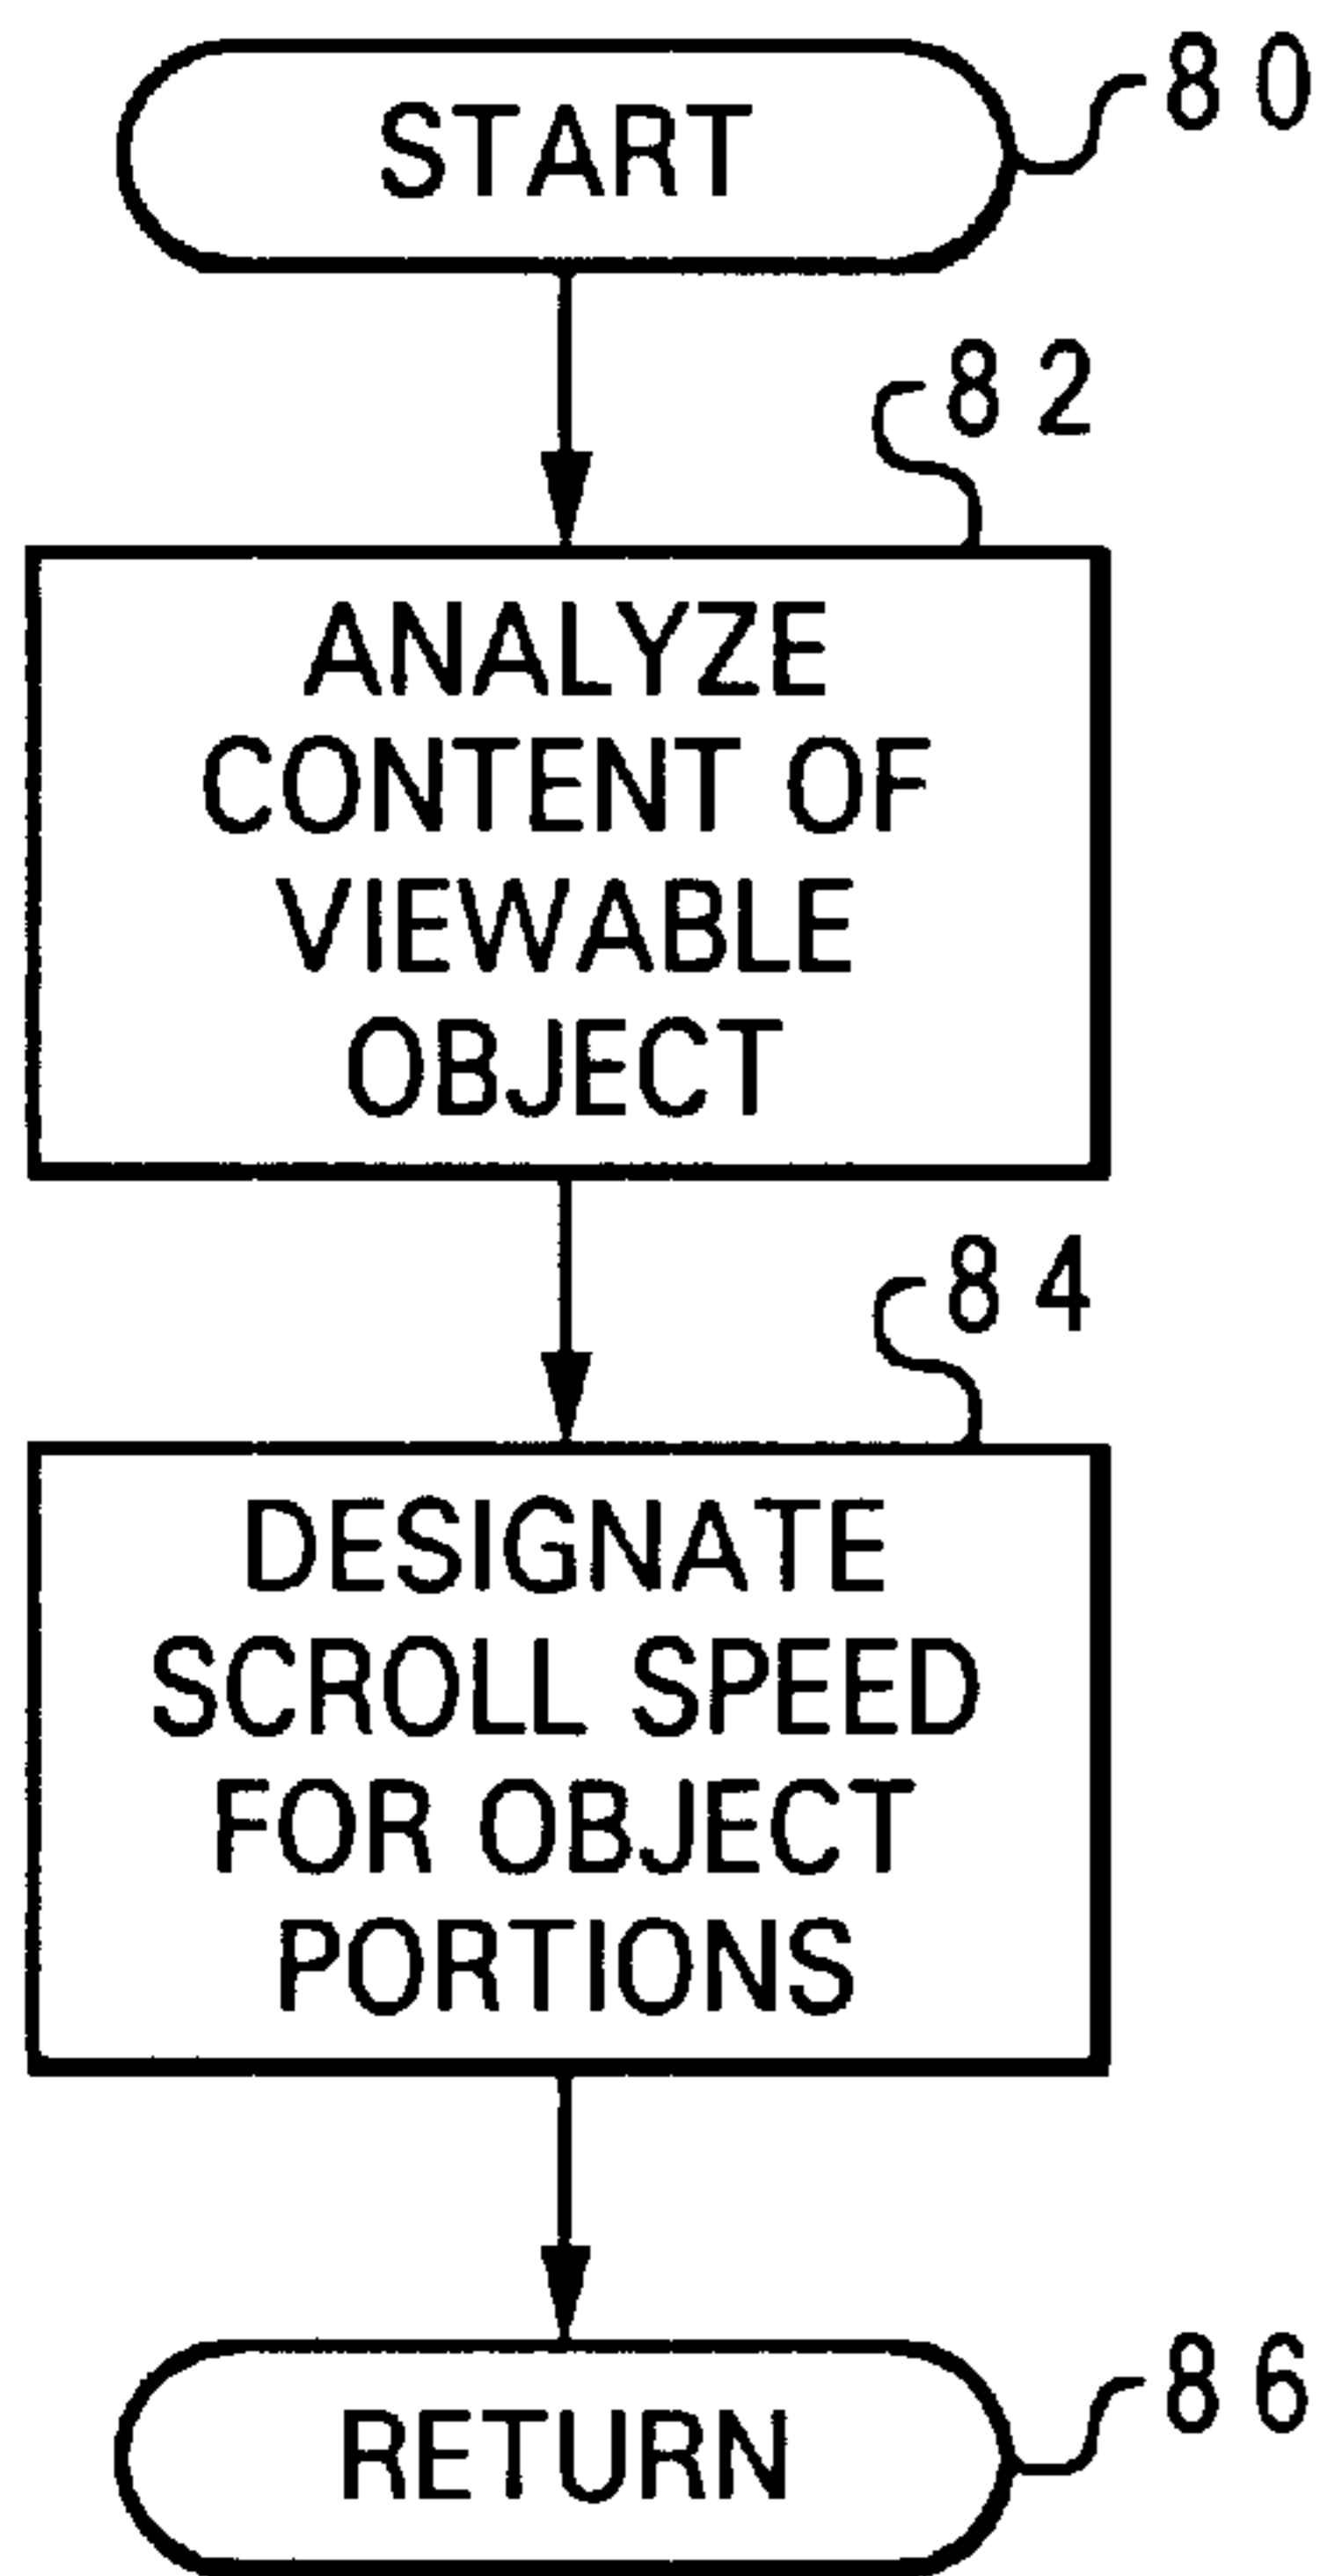 START
80
82
ANALYZE
CONTENT OF
VIEWABLE
OBJECT
84
DESIGNATE
SCROLL SPEED
FOR OBJECT
PORTIONS
RETURN
86